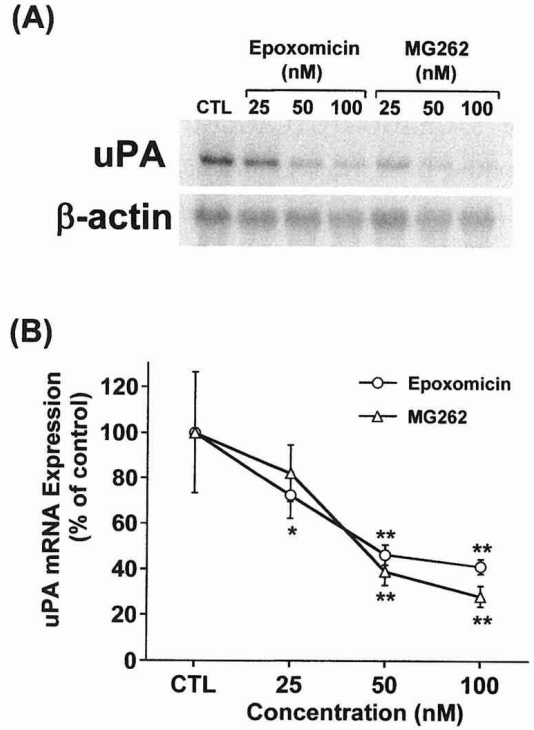 (A)
Epoxomicin MG262
(nM) (nM)
CTL 25 50 100 25 50 100
uPA
β-actin
(B)
uPA mRNA Expression
(% of control)
120
100
80
60
40
20
0
Epoxomicin
MG262
*
**
**
**
**
CTL 25 50 100
Concentration (nM)